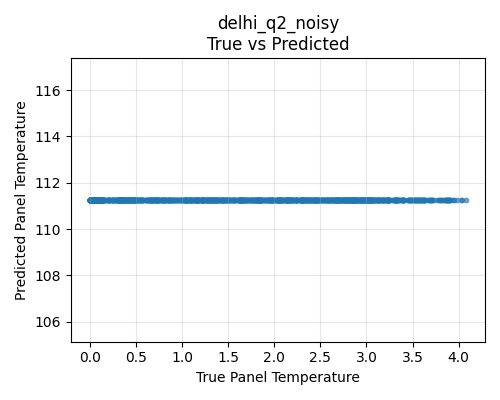 delhi_q2_noisy
True vs Predicted
116
114
112
110
108
106
Predicted Panel Temperature
0.0 0.5 1.0 1.5 2.0 2.5 3.0 3.5 4.0
True Panel Temperature